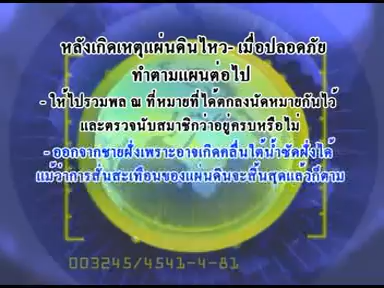 หลังเกิดเหตุแผ่นดินไหว- เมื่อปลอดภัย
ทำตามแผนต่อไป
- ให้ไปรวมพล ณ ที่หมายที่ได้ตกลงนัดหมายกันไว้
และตรวจนับสมาชิกว่าอยู่ครบหรือไม่
- ออกจากชายฝั่งเพราะอาจเกิดคลื่นใต้น้ำซัดฝั่งได้
แม้ว่าการสั่นสะเทือนของแผ่นดินจะสิ้นสุดแล้วก็ตาม
003245/4541-4-81